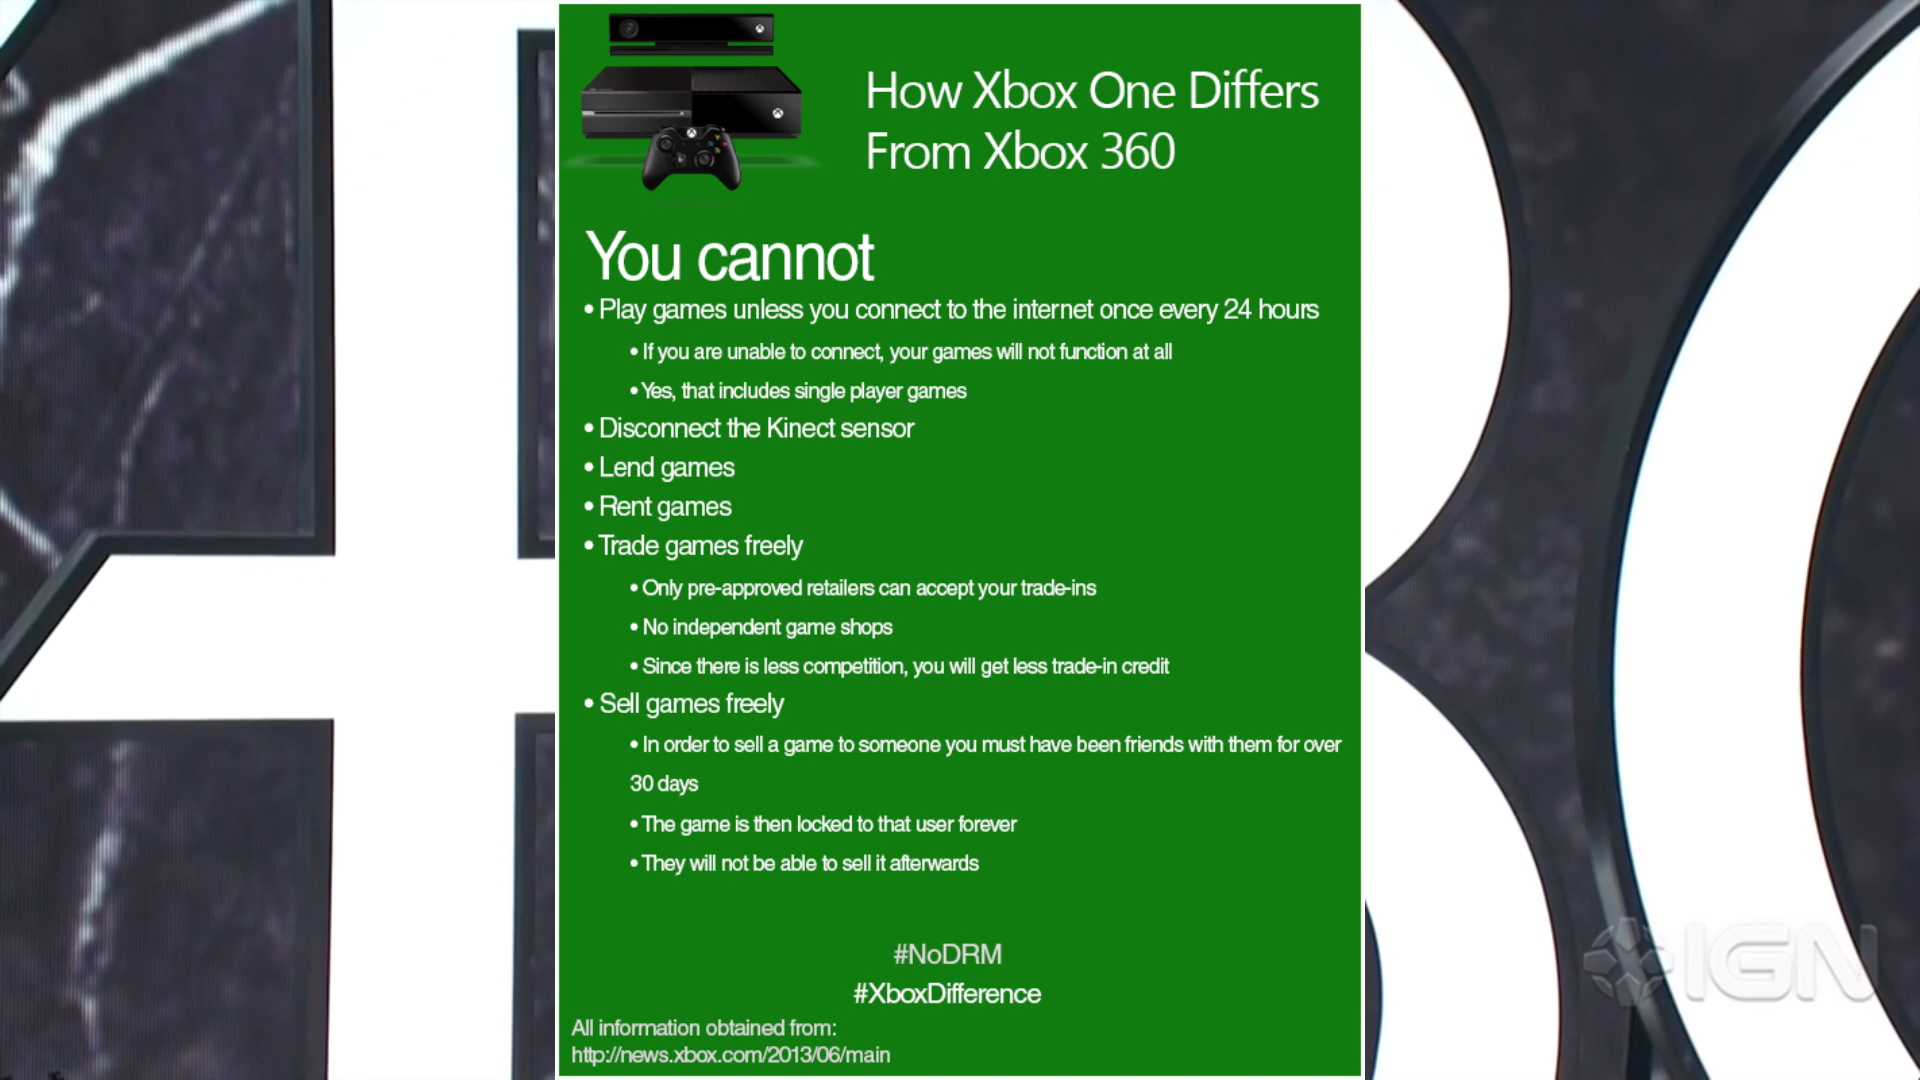 How Xbox One Differs
From Xbox 360
You cannot
• Play games unless you connect to the internet once every 24 hours
• If you are unable to connect, your games will not function at all
• Yes, that includes single player games
• Disconnect the Kinect sensor
• Lend games
• Rent games
• Trade games freely
• Only pre-approved retailers can accept your trade-ins
• No independent game shops
• Since there is less competition, you will get less trade-in credit
• Sell games freely
• In order to sell a game to someone you must have been friends with them for over
30 days
• The game is then locked to that user forever
• They will not be able to sell it afterwards
#NoDRM
#XboxDifference
All information obtained from:
http://news.xbox.com/2013/06/main
IGN